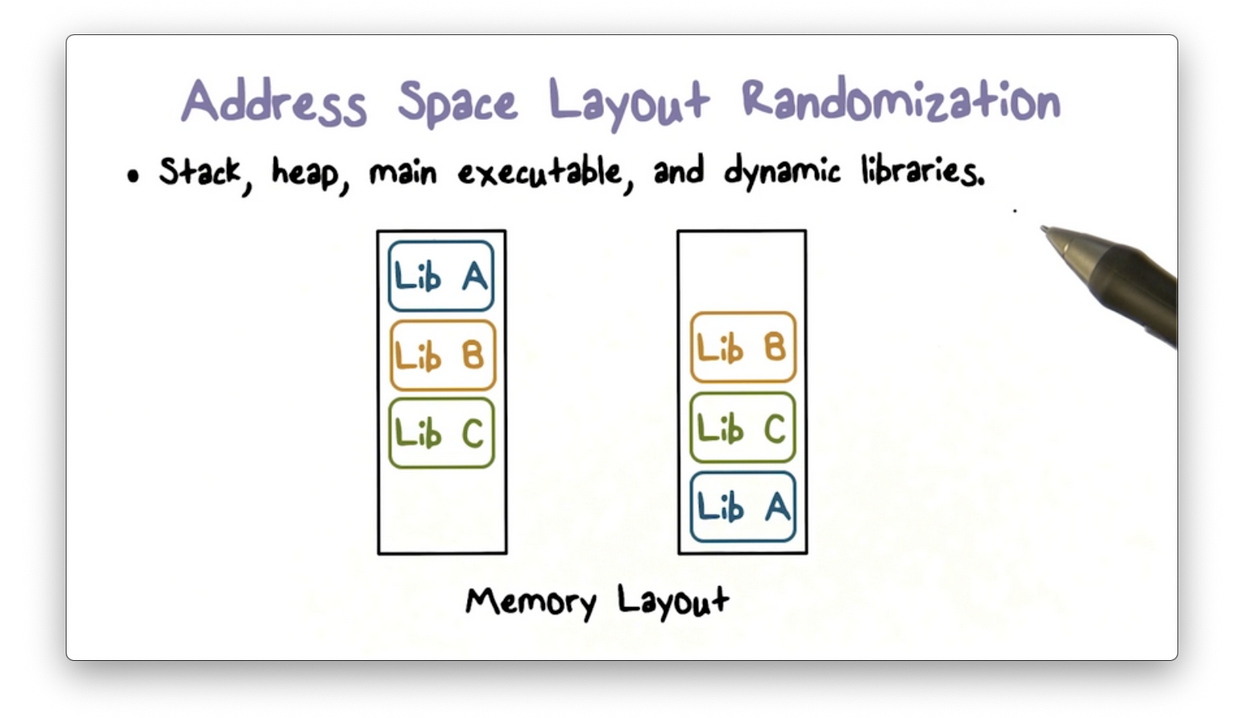 Address Space Layout Randomization
• Stack, heap, main executable, and dynamic libraries.
Lib A
Lib B
Lib C
Lib B
Lib C
Lib A
Memory Layout